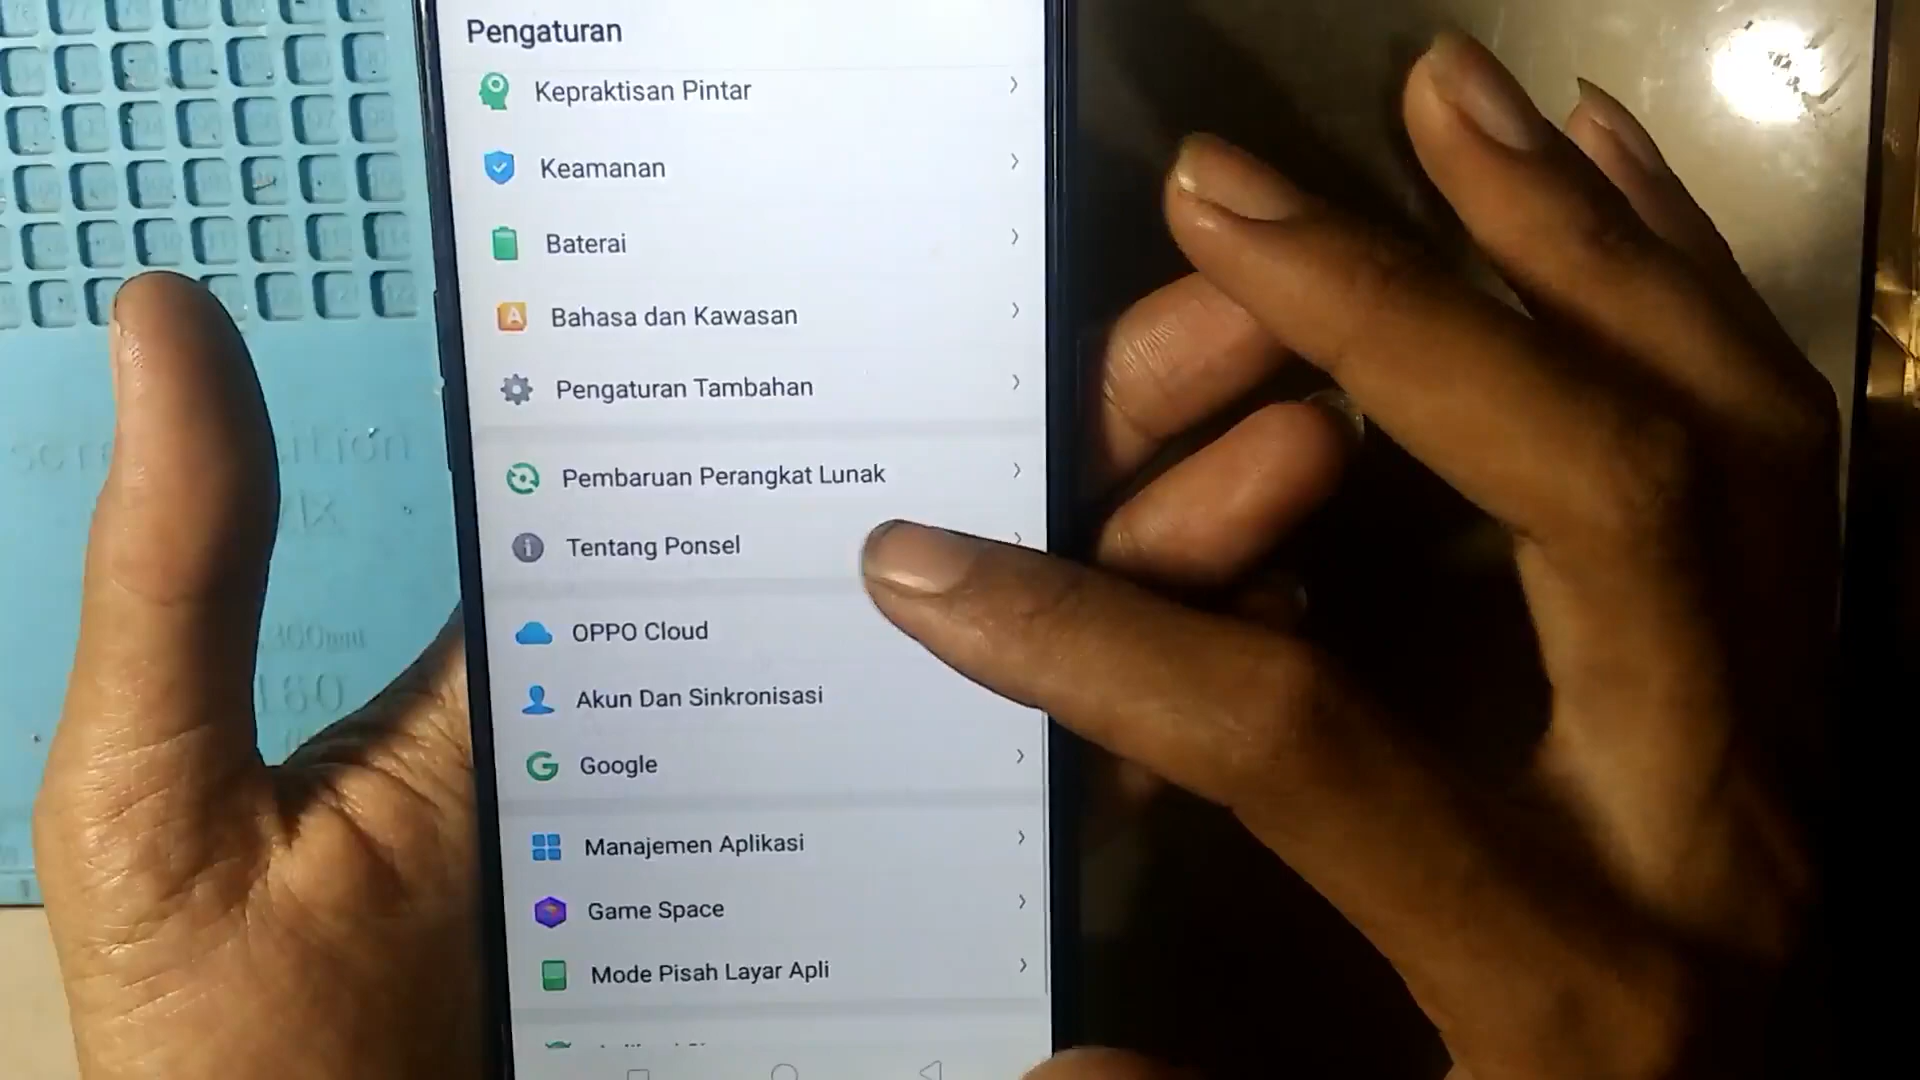 Pengaturan
Kepraktisan Pintar
Keamanan
Baterai
Bahasa dan Kawasan
Pengaturan Tambahan
Pembaruan Perangkat Lunak
Tentang Ponsel
OPPO Cloud
Akun Dan Sinkronisasi
Google
Manajemen Aplikasi
Game Space
Mode Pisah Layar Apli